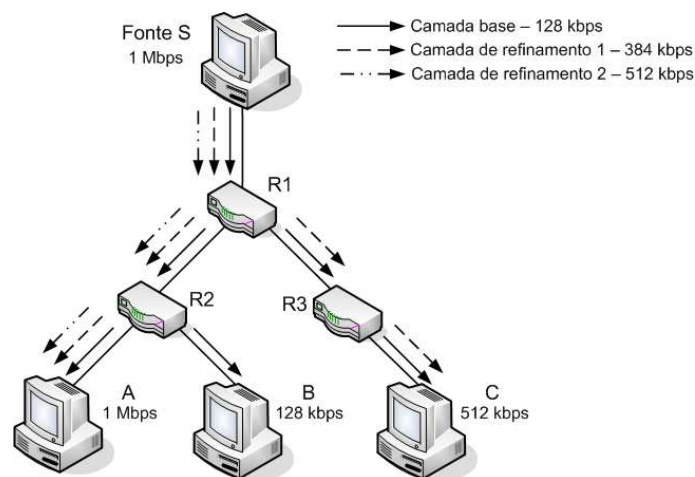 Fonte S
1 Mbps
Camada base – 128 kbps
Camada de refinamento 1 – 384 kbps
Camada de refinamento 2 – 512 kbps
R1
R2
R3
A
1 Mbps
B
128 kbps
C
512 kbps